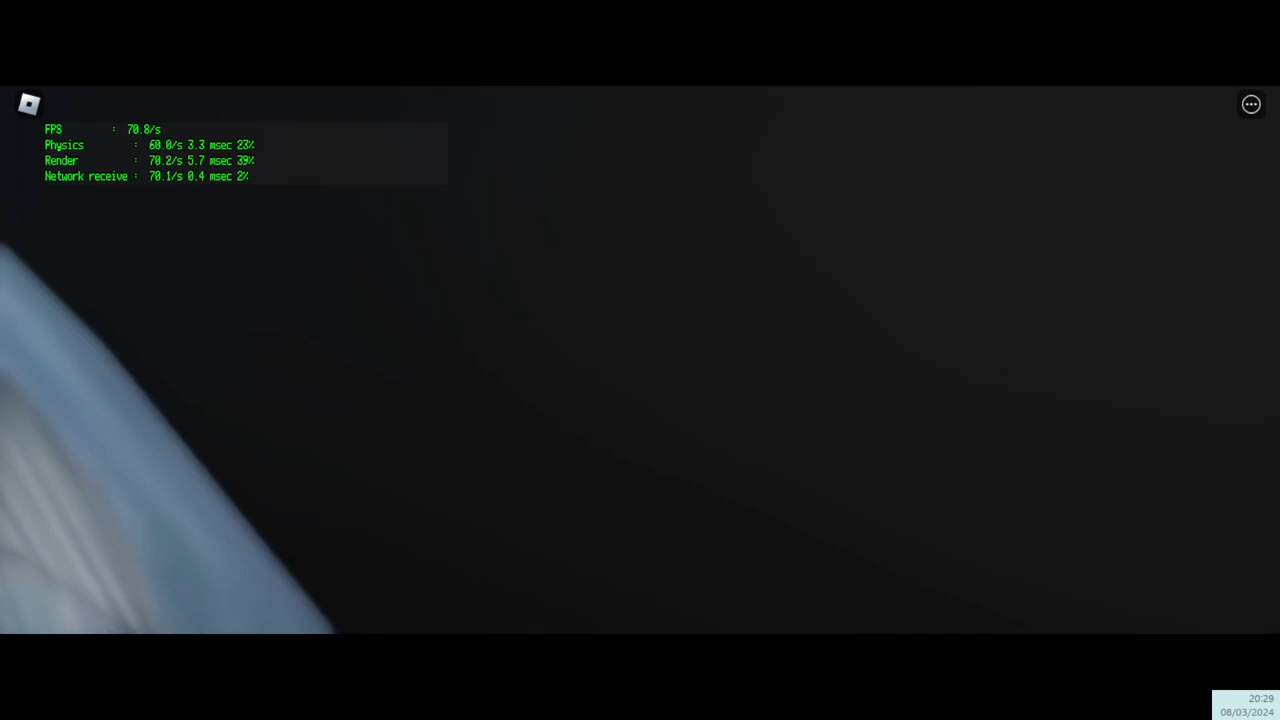 FPS : 70.8/s
Physics : 60.0/s 3.3 msec 23%
Render : 70.2/s 5.7 msec 39%
Network receive : 70.1/s 0.4 msec 2%
20:29
08/03/2024